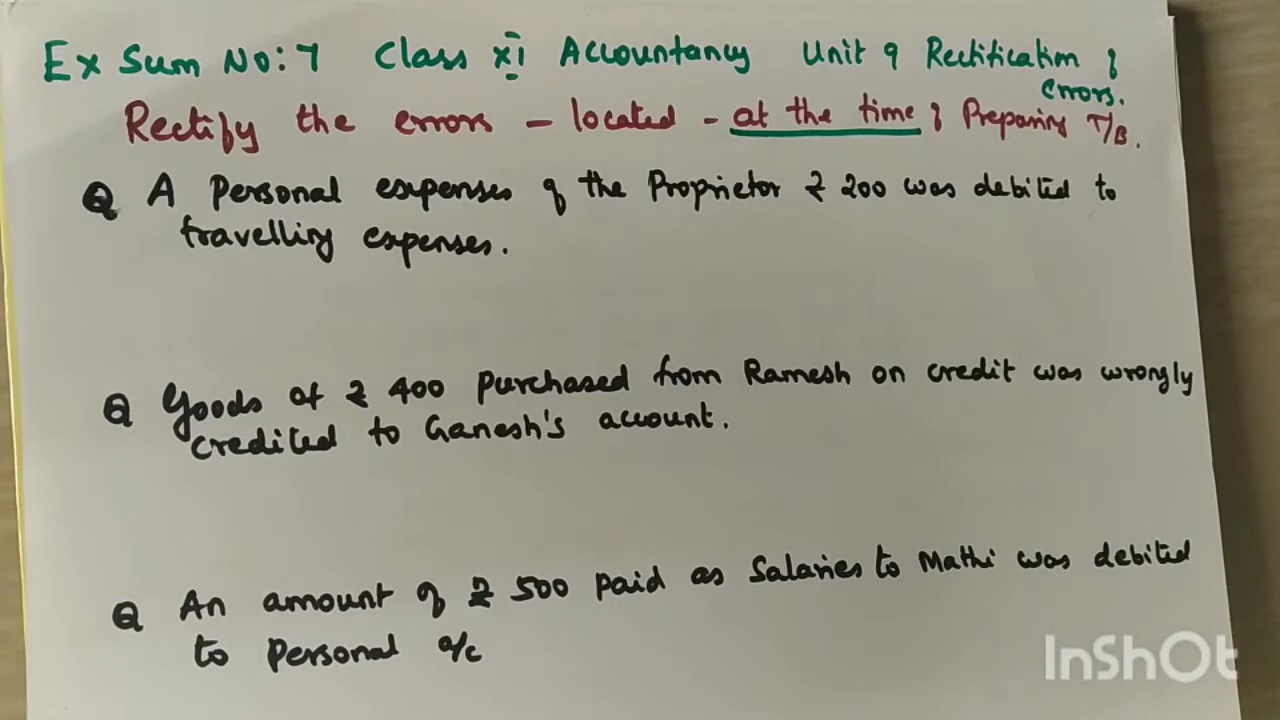 Ex Sum No: 7 Class XI Accountancy Unit 9 Rectification of
errors.
Rectify the errors - located - at the time of Preparing T/B.
Q A Personal expenses of the Proprietor ₹ 200 was debited to
travelling expenses.
Q Goods of ₹ 400 Purchased from Ramesh on credit was wrongly
credited to Ganesh's account.
Q An amount of ₹ 500 paid as Salaries to Mathi was debited
to Personal a/c
InShOt